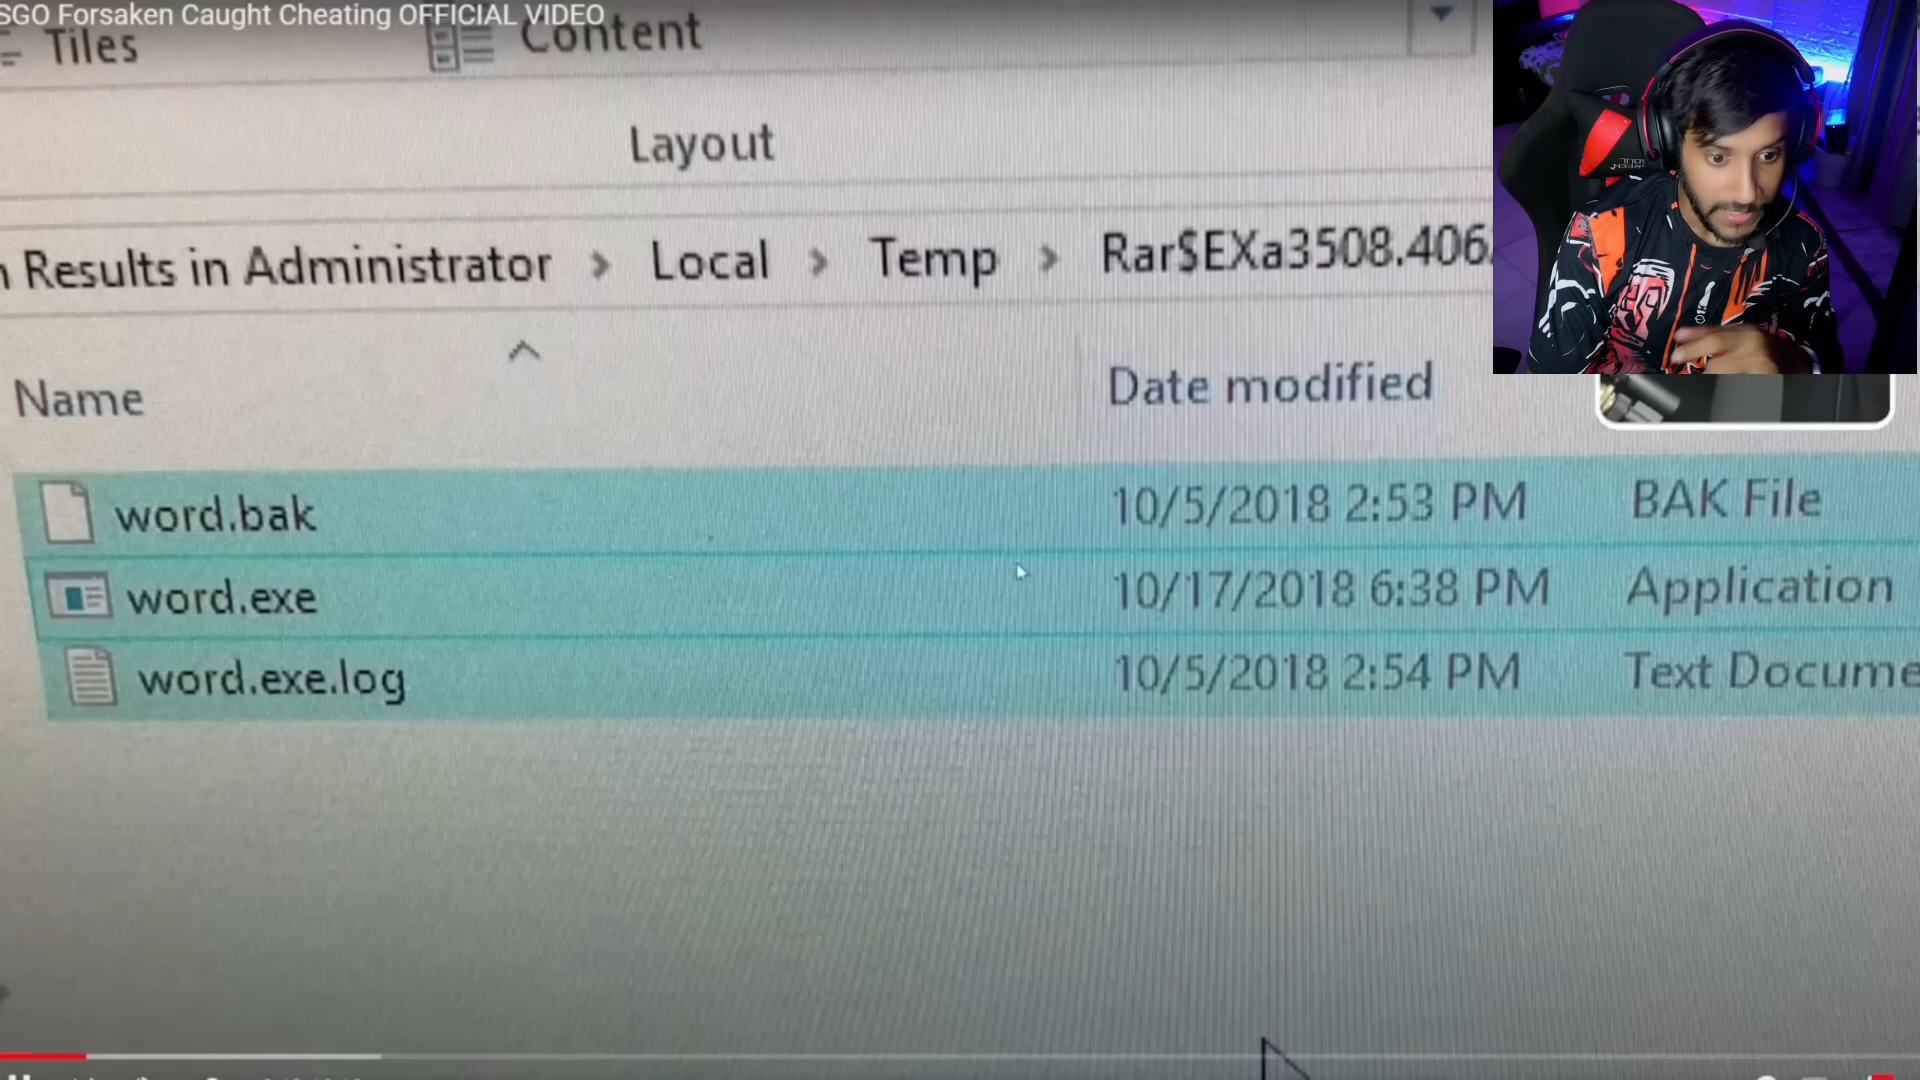 SGO Forsaken Caught Cheating OFFICIAL VIDEO
Tiles Content
Layout
Results in Administrator > Local > Temp > Rar$EXa3508.406
Name Date modified
word.bak 10/5/2018 2:53 PM BAK File
word.exe 10/17/2018 6:38 PM Application
word.exe.log 10/5/2018 2:54 PM Text Docume